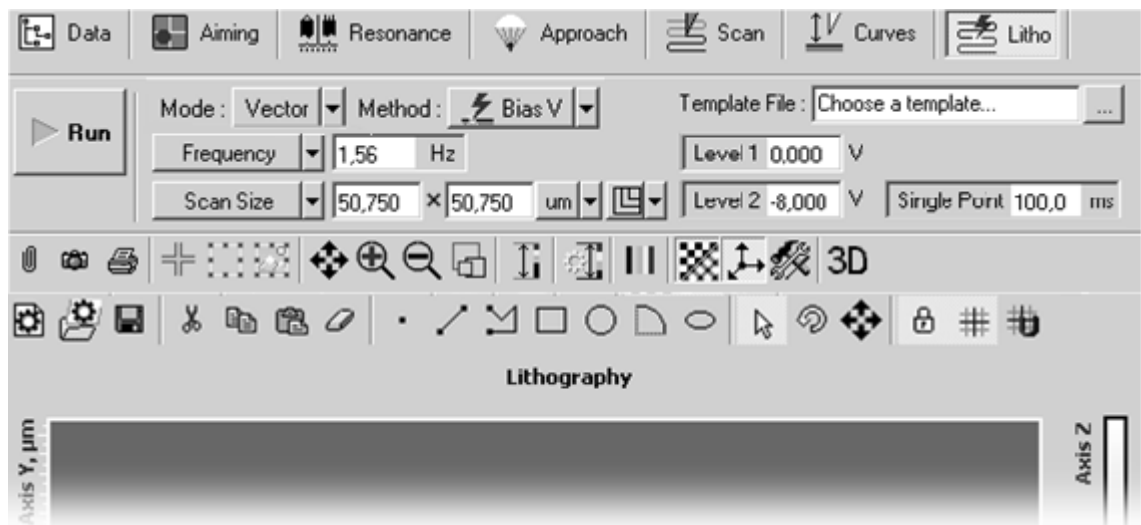 Data Aiming Resonance Approach Scan Curves Litho
Run Mode : Vector Method : Bias V Template File : Choose a template... ...
Frequency 1,56 Hz Level 1 0,000 V
Scan Size 50,750 × 50,750 um Level 2 -8,000 V Single Point 100,0 ms
3D
Lithography
Axis Y, µm
Axis Z